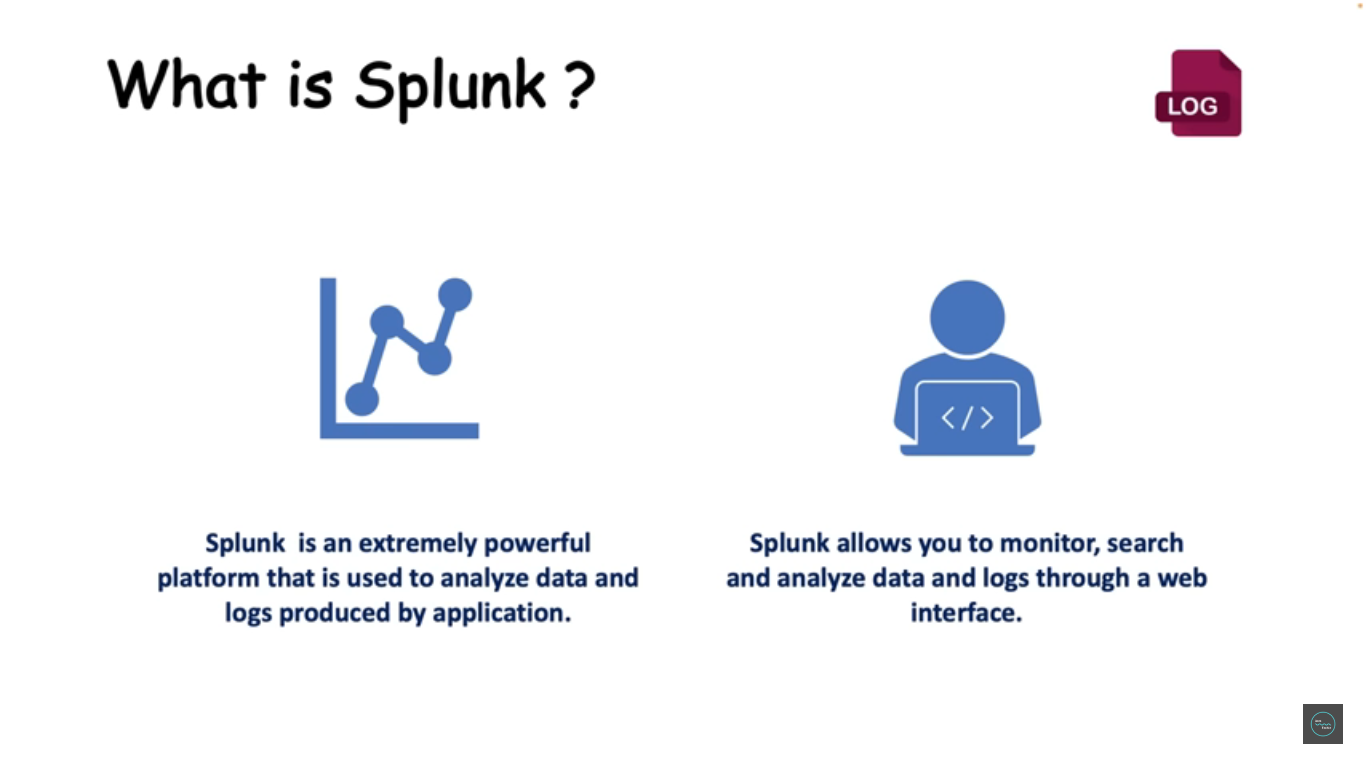 What is Splunk ?
LOG
</>
Splunk is an extremely powerful
platform that is used to analyze data and
logs produced by application.
Splunk allows you to monitor, search
and analyze data and logs through a web
interface.